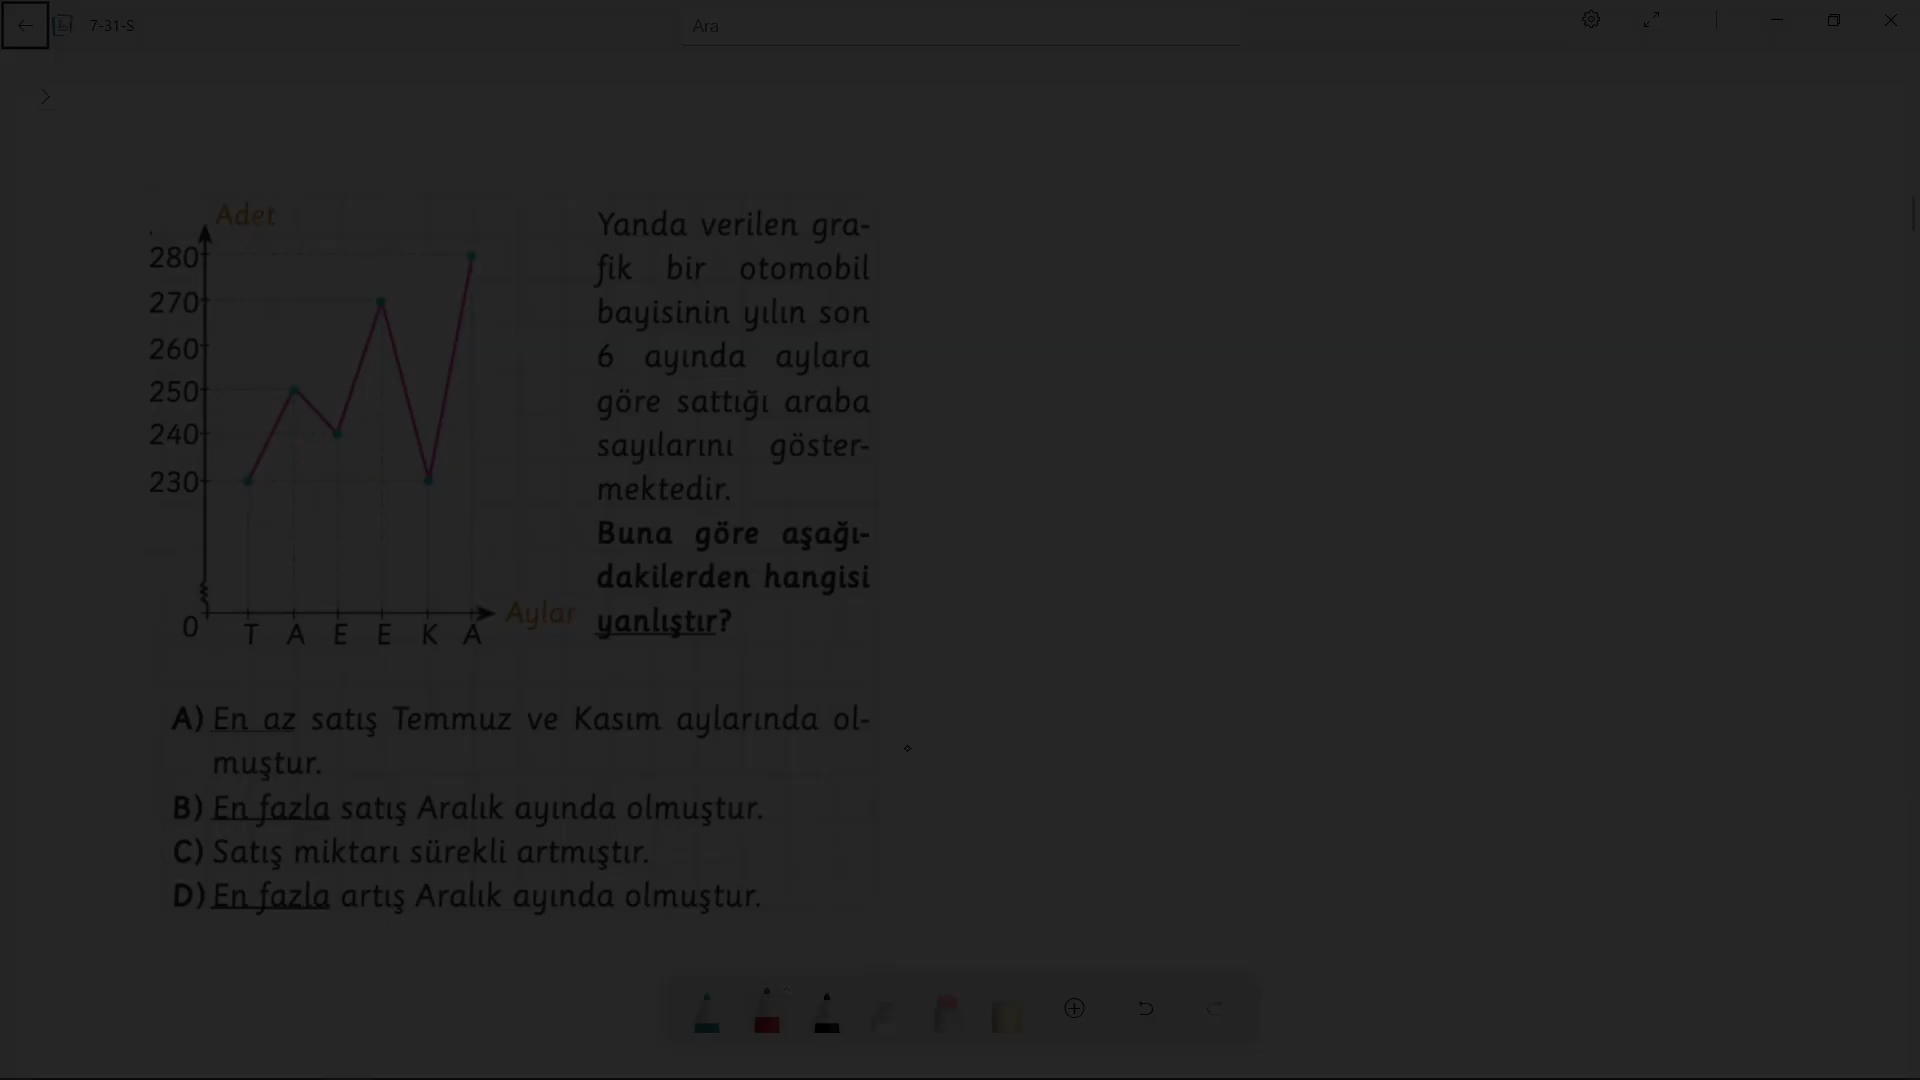 7-31-S
Ara
Adet
280
270
260
250
240
230
0
T A E E K A
Aylar
Yanda verilen gra-
fik bir otomobil
bayisinin yılın son
6 ayında aylara
göre sattığı araba
sayılarını göster-
mektedir.
Buna göre aşağı-
dakilerden hangisi
yanlıştır?
A) En az satış Temmuz ve Kasım aylarında ol-
muştur.
B) En fazla satış Aralık ayında olmuştur.
C) Satış miktarı sürekli artmıştır.
D) En fazla artış Aralık ayında olmuştur.